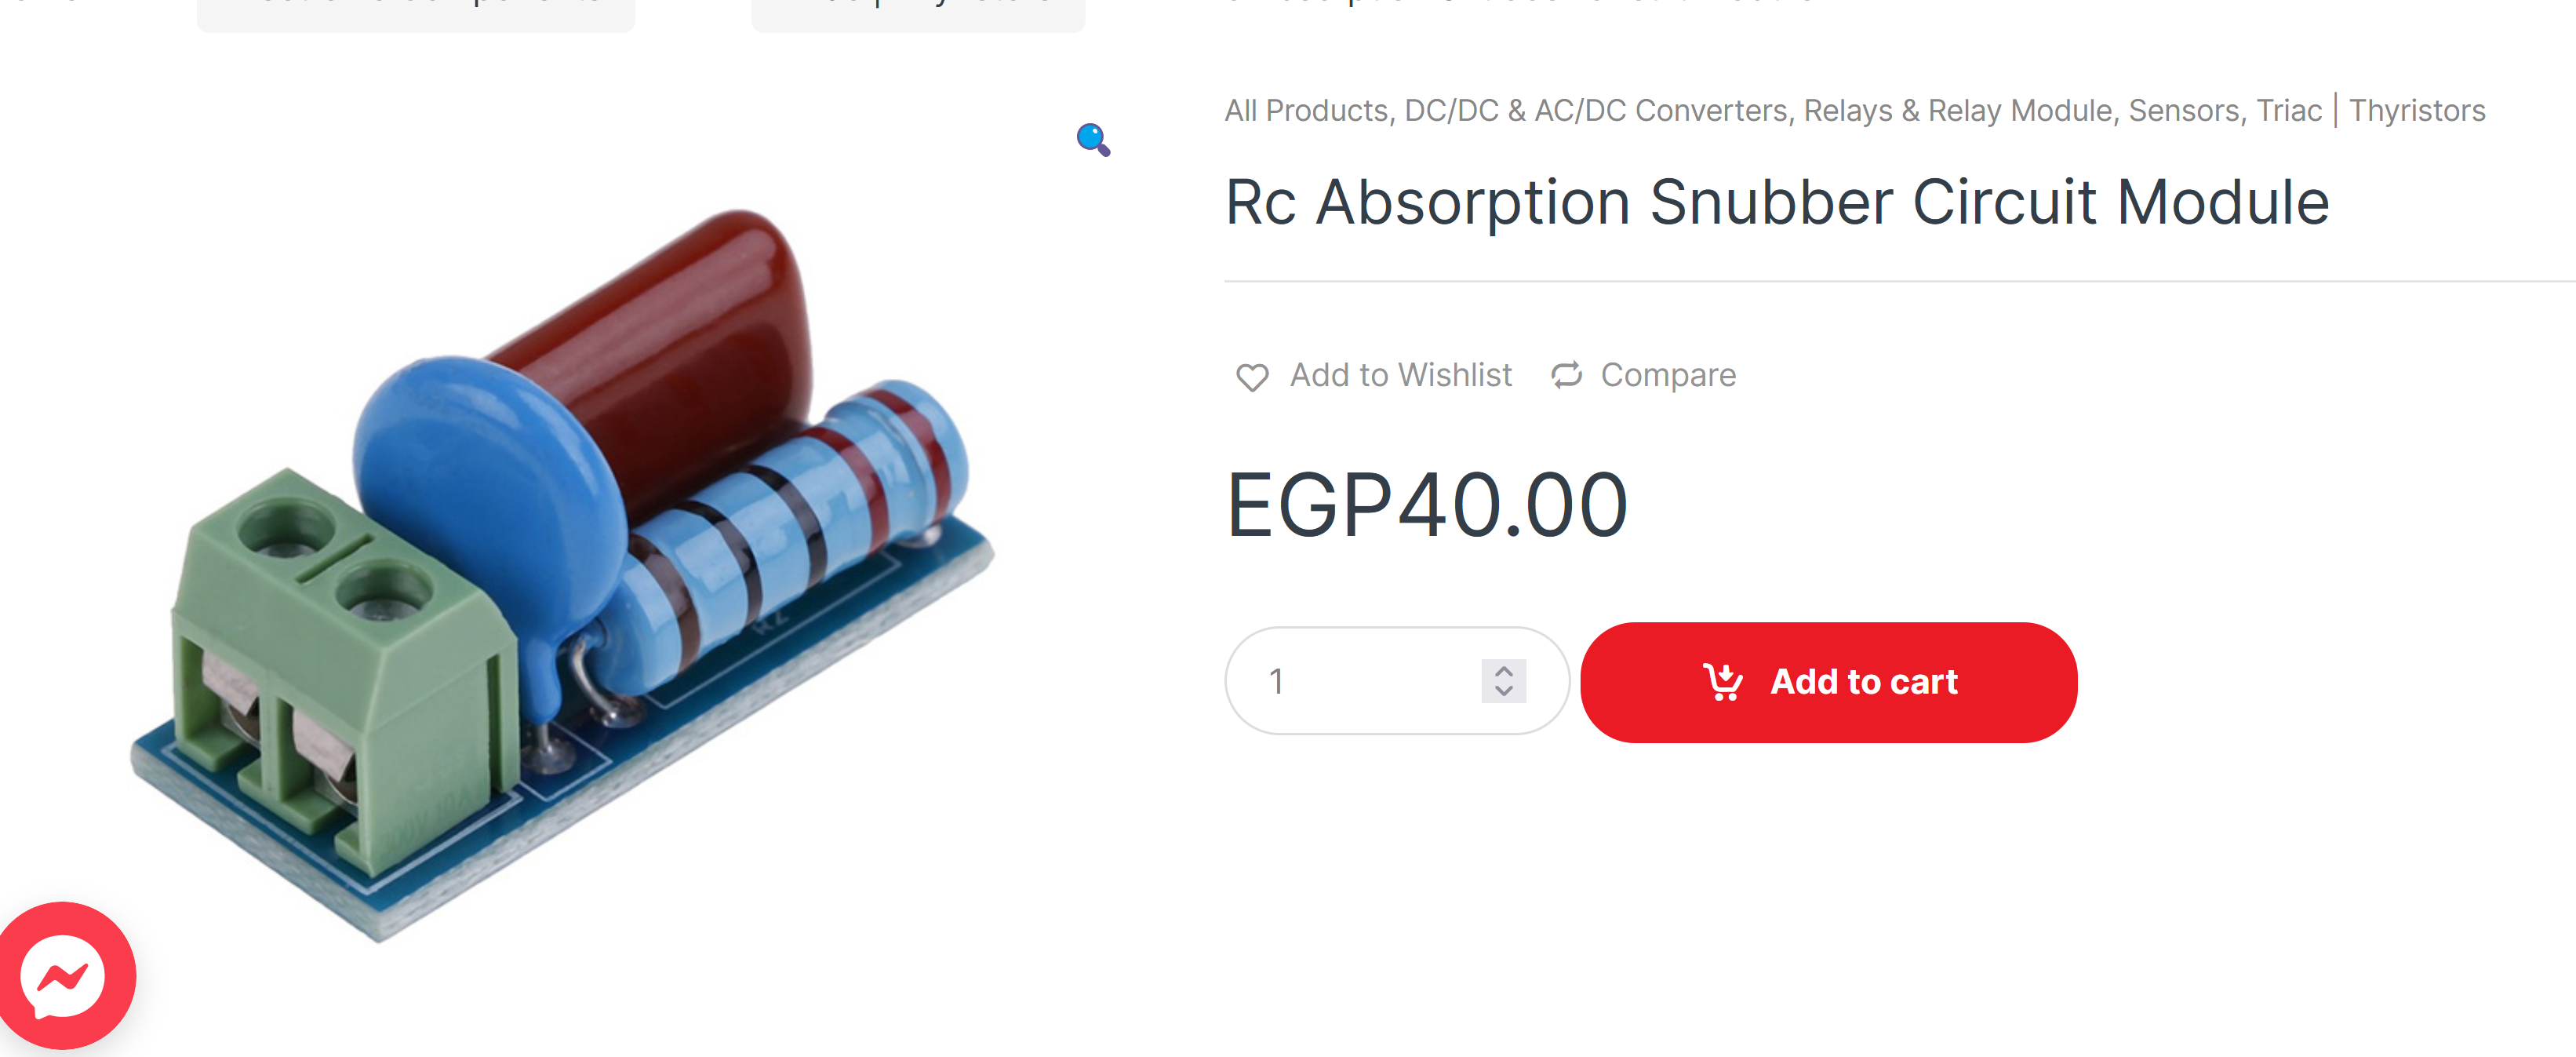 All Products, DC/DC & AC/DC Converters, Relays & Relay Module, Sensors, Triac | Thyristors
Rc Absorption Snubber Circuit Module
Add to Wishlist Compare
EGP40.00
1 Add to cart
R2